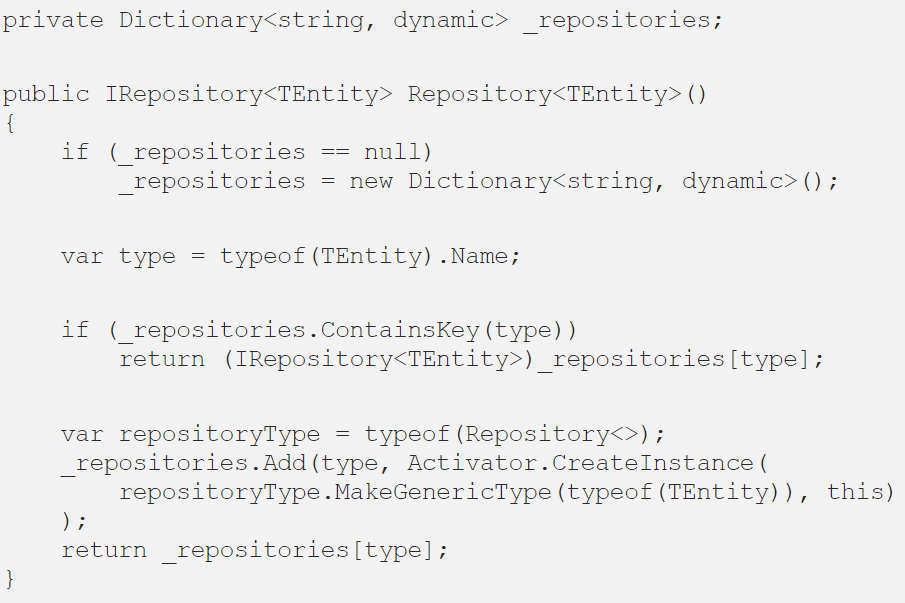 private Dictionary<string, dynamic> _repositories;
public IRepository<TEntity> Repository<TEntity>()
{
    if (_repositories == null)
        _repositories = new Dictionary<string, dynamic>();
    var type = typeof(TEntity).Name;
    if (_repositories.ContainsKey(type))
        return (IRepository<TEntity>)_repositories[type];
    var repositoryType = typeof(Repository<>);
    _repositories.Add(type, Activator.CreateInstance(
        repositoryType.MakeGenericType(typeof(TEntity)), this)
    );
    return _repositories[type];
}